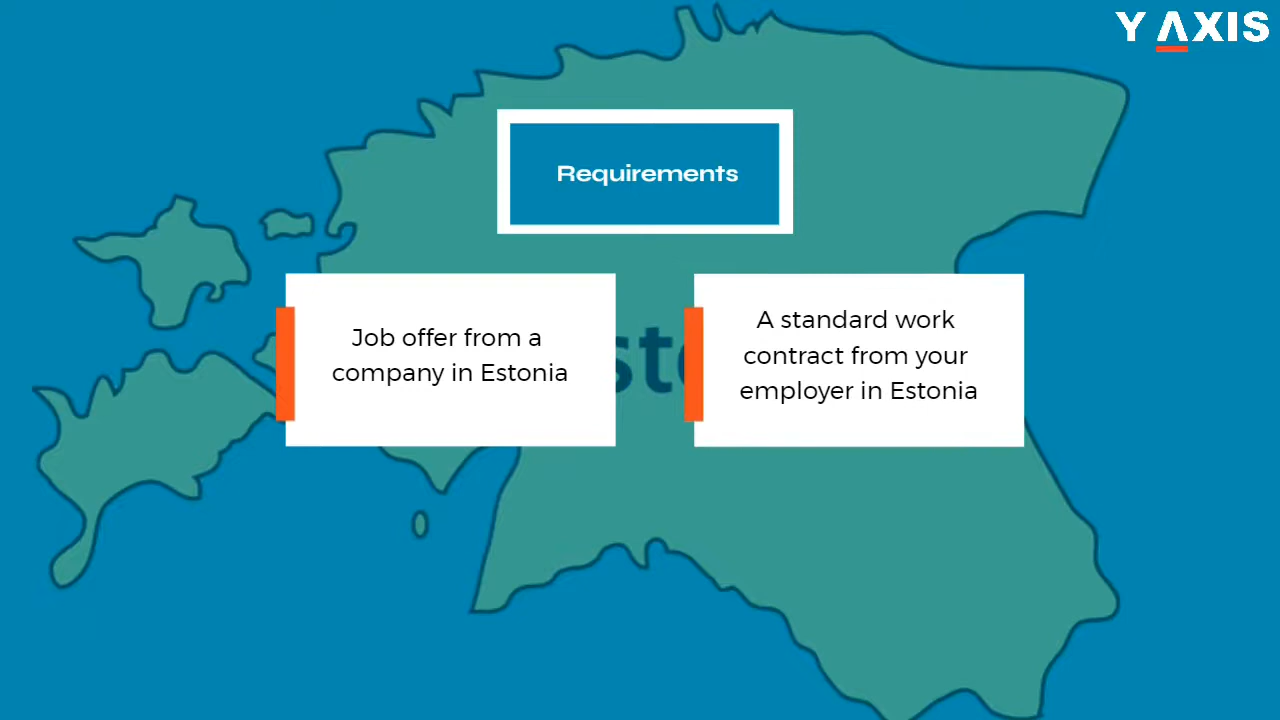 Y AXIS
Requirements
Job offer from a
company in Estonia
A standard work
contract from your
employer in Estonia